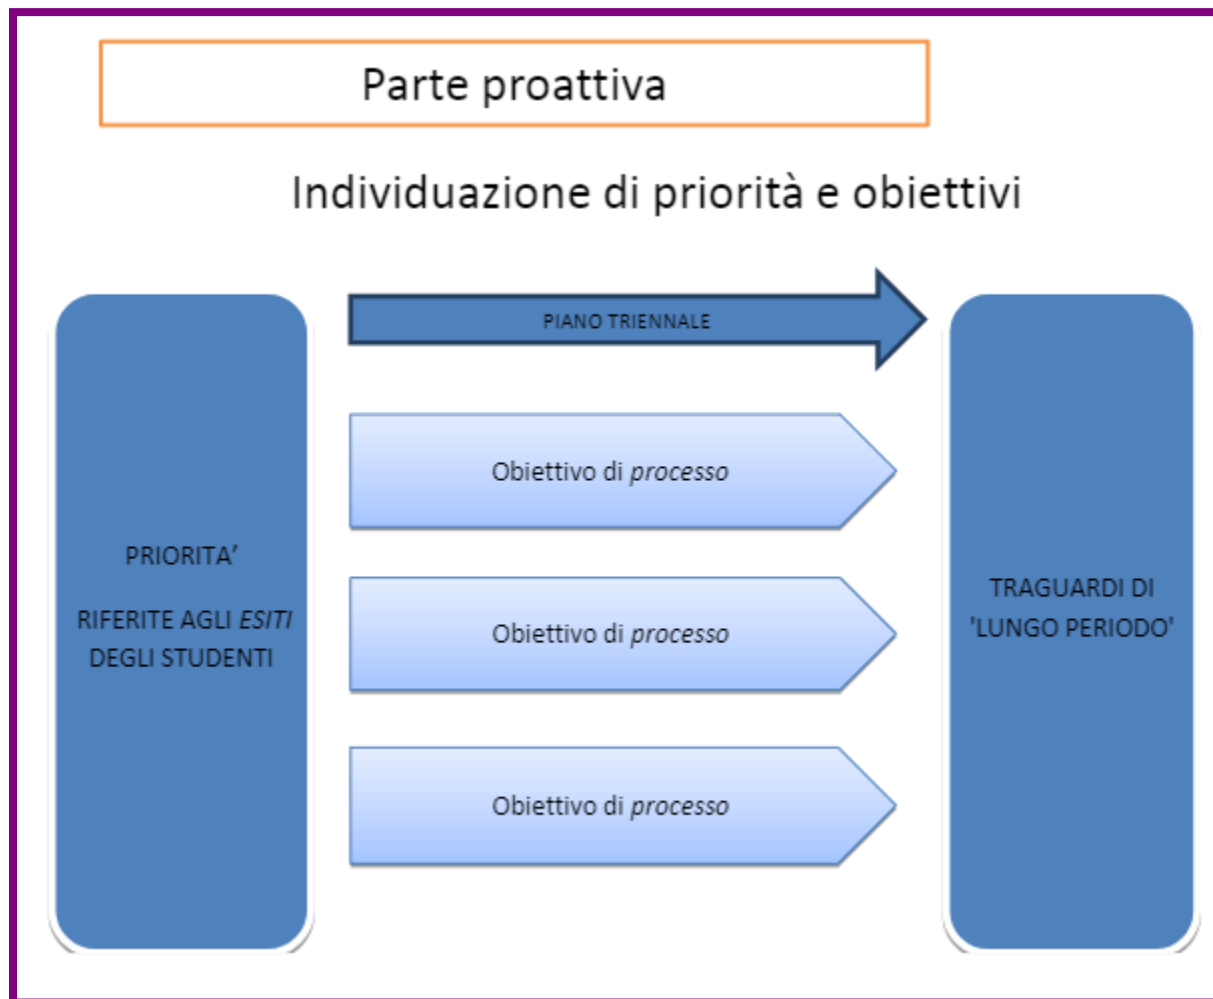 Parte proattiva
Individuazione di priorità e obiettivi
PIANO TRIENNALE
PRIORITA’
RIFERITE AGLI ESITI
DEGLI STUDENTI
Obiettivo di processo
Obiettivo di processo
Obiettivo di processo
TRAGUARDI DI
'LUNGO PERIODO'